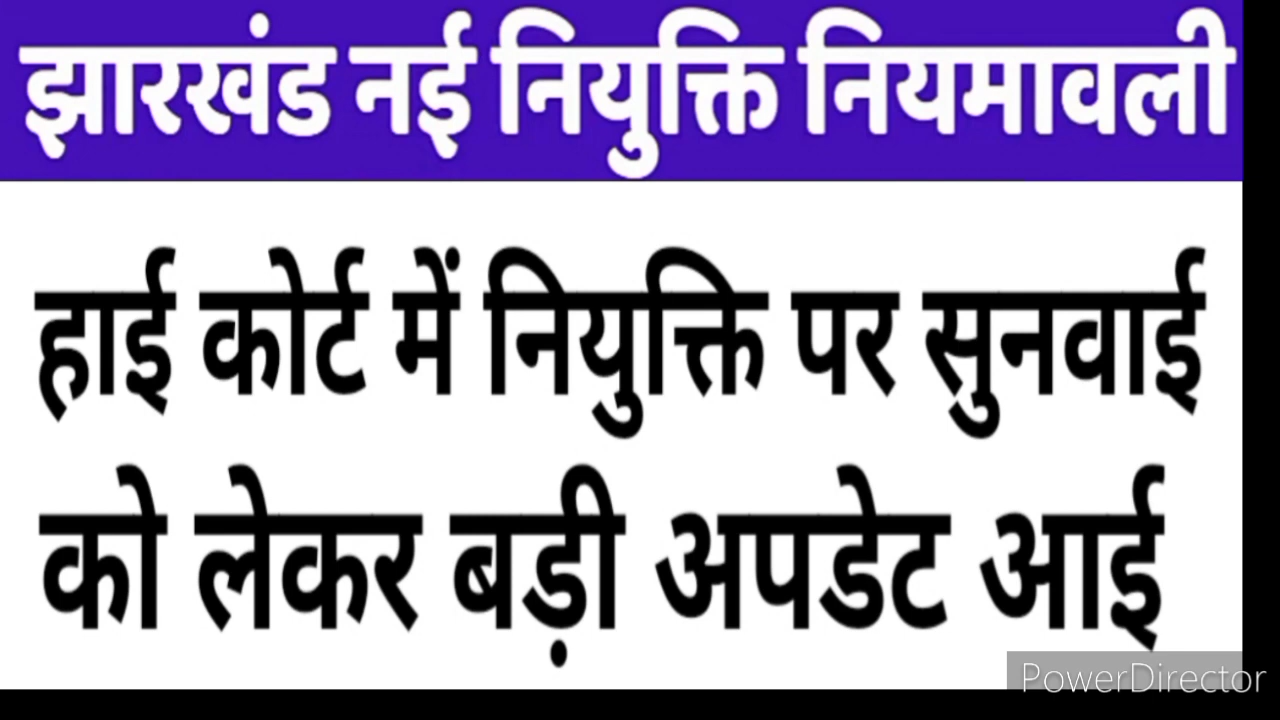 झारखंड नई नियुक्ति नियमावली
हाई कोर्ट में नियुक्ति पर सुनवाई
को लेकर बड़ी अपडेट आई
PowerDirector